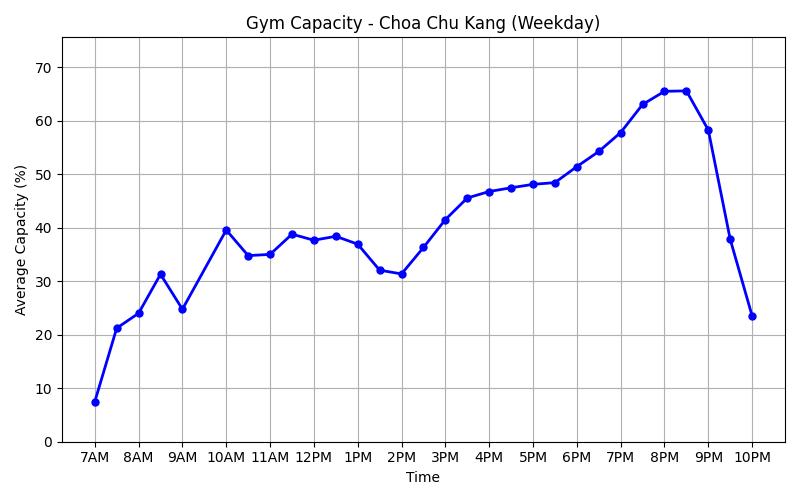 Gym Capacity - Choa Chu Kang (Weekday)
Average Capacity (%)
70
60
50
40
30
20
10
0
7AM 8AM 9AM 10AM 11AM 12PM 1PM 2PM 3PM 4PM 5PM 6PM 7PM 8PM 9PM 10PM
Time